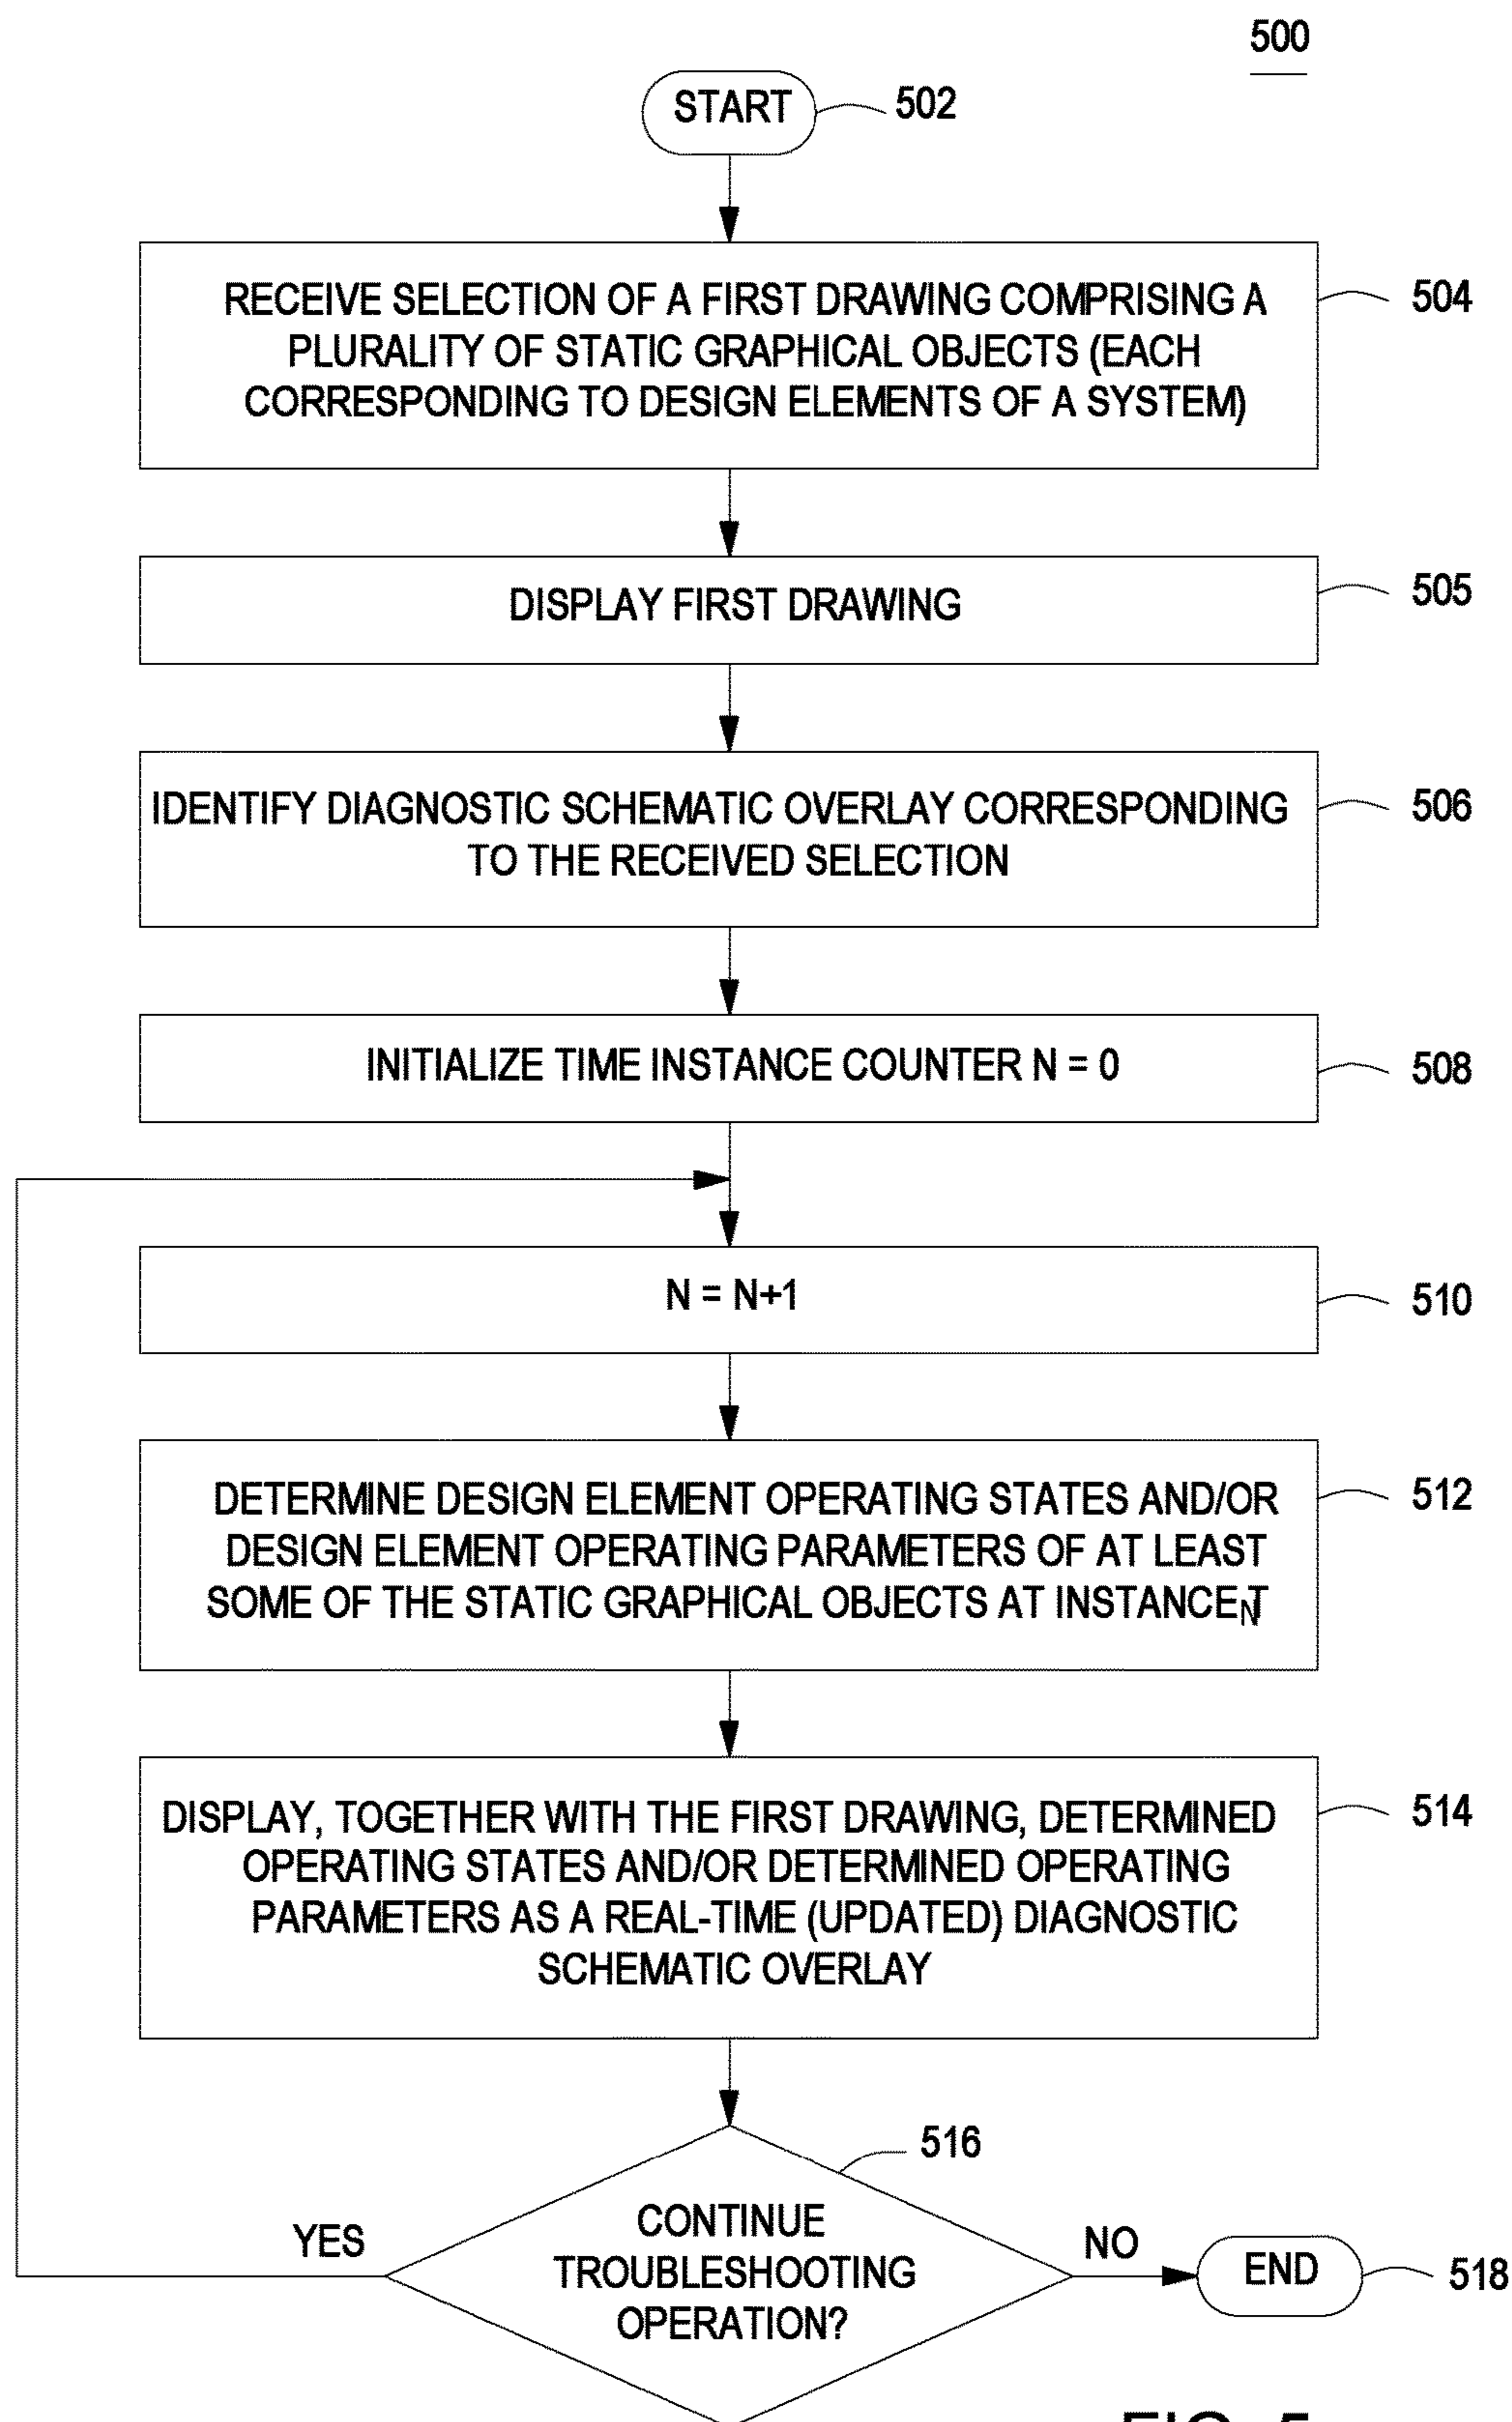 500
START
502
RECEIVE SELECTION OF A FIRST DRAWING COMPRISING A
PLURALITY OF STATIC GRAPHICAL OBJECTS (EACH
CORRESPONDING TO DESIGN ELEMENTS OF A SYSTEM)
504
DISPLAY FIRST DRAWING
505
IDENTIFY DIAGNOSTIC SCHEMATIC OVERLAY CORRESPONDING
TO THE RECEIVED SELECTION
506
INITIALIZE TIME INSTANCE COUNTER N = 0
508
N = N+1
510
DETERMINE DESIGN ELEMENT OPERATING STATES AND/OR
DESIGN ELEMENT OPERATING PARAMETERS OF AT LEAST
SOME OF THE STATIC GRAPHICAL OBJECTS AT INSTANCE TN
512
DISPLAY, TOGETHER WITH THE FIRST DRAWING, DETERMINED
OPERATING STATES AND/OR DETERMINED OPERATING
PARAMETERS AS A REAL-TIME (UPDATED) DIAGNOSTIC
SCHEMATIC OVERLAY
514
516
CONTINUE
TROUBLESHOOTING
OPERATION?
YES
NO
END
518